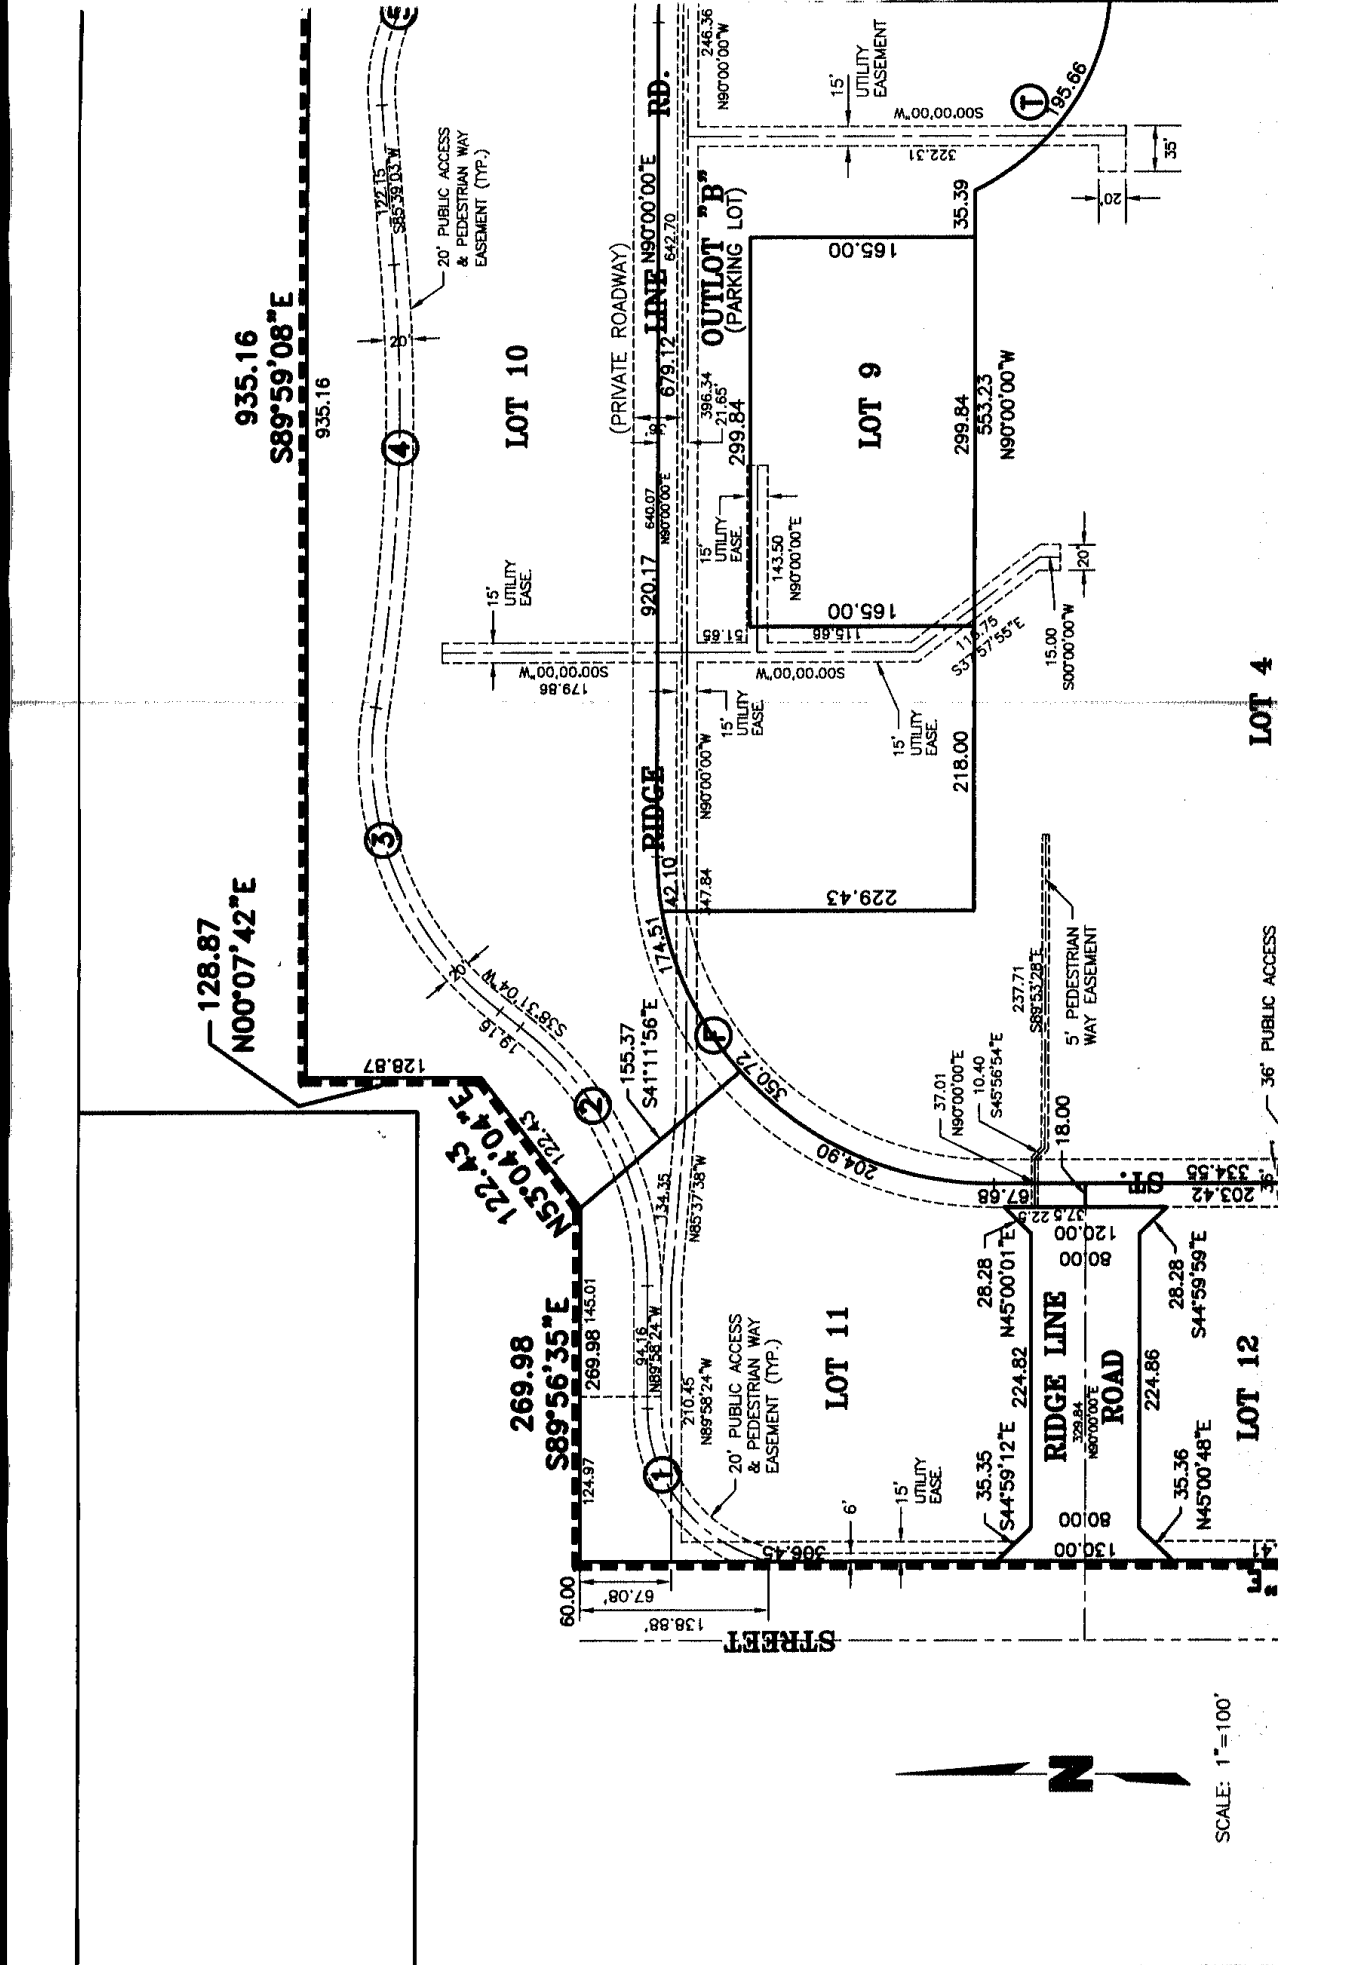 935.16
S89°59'08"E
935.16
122.15
S85°39'03"W
20' PUBLIC ACCESS
& PEDESTRIAN WAY
EASEMENT (TYP.)
20'
4
LOT 10
(PRIVATE ROADWAY)
RIDGE LINE RD.
N90°00'00"E
642.70
679.12
920.17
640.07
N90°00'00"E
246.36
N90°00'00"W
15'
UTILITY
EASEMENT
S00°00'00"W
322.31
T
195.66
35'
20'
OUTLOT "B"
(PARKING LOT)
396.34
21.65'
299.84
165.00
35.39
LOT 9
299.84
553.23
N90°00'00"W
15'
UTILITY
EASE.
143.50
N90°00'00"E
165.00
15'
UTILITY
EASE.
S00°00'00"W
179.86
51.65
115.68
S00°00'00"W
S37°57'55"E
15.00
S00°00'00"W
20'
15'
UTILITY
EASE.
15'
UTILITY
EASE.
N90°00'00"W
218.00
LOT 4
3
128.87
N00°07'42"E
128.87
20'
S38°31'04"W
19.16
2
122.43
N53°04'04"E
122.43
42.10
174.51
229.43
155.37
S41°11'56"E
F
350.72
204.90
237.71
S89°53'28"E
5' PEDESTRIAN
WAY EASEMENT
37.01
N90°00'00"E
10.40
S45°56'54"E
18.00
36' PUBLIC ACCESS
36'
ST.
334.55
203.42
67.68
134.35
N85°37'38"W
269.98
S89°56'35"E
269.98
145.01
124.97
94.16
N89°58'24"W
210.45
N89°58'24"W
1
20' PUBLIC ACCESS
& PEDESTRIAN WAY
EASEMENT (TYP.)
LOT 11
28.28
N45°00'01"E
22.5
37.5
120.00
80.00
28.28
S44°59'59"E
224.82
RIDGE LINE
ROAD
329.84
N90°00'00"E
224.86
LOT 12
35.35
S44°59'12"E
80.00
130.00
35.36
N45°00'48"E
15'
UTILITY
EASE.
6'
306.45
60.00
67.08'
138.88'
STREET
N
SCALE: 1"=100'